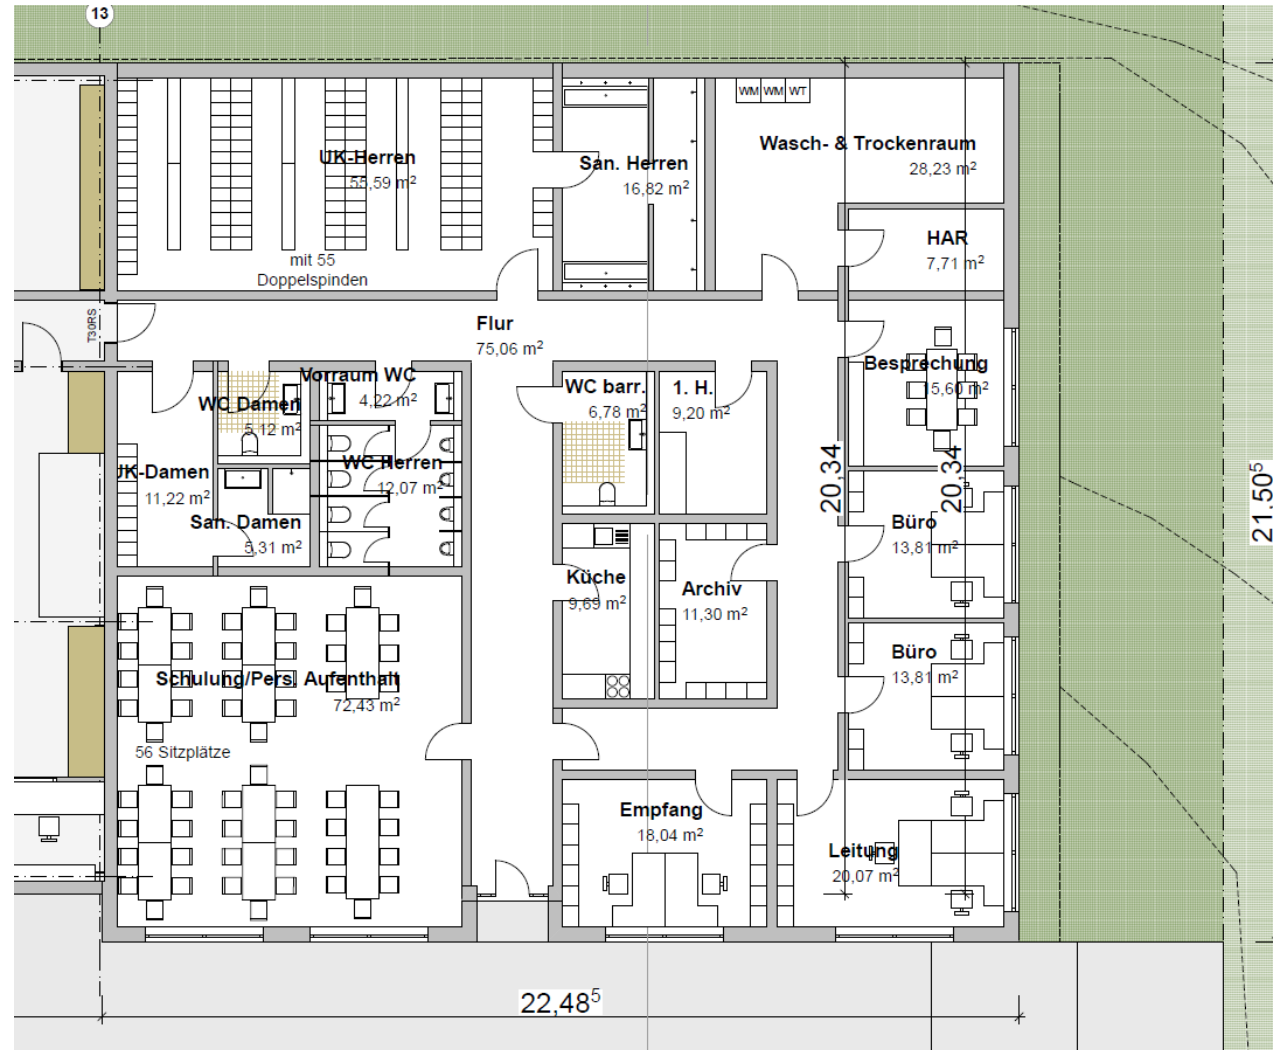 13
WM WM WT
UK-Herren
55,59 m²
San. Herren
16,82 m²
Wasch- & Trockenraum
28,23 m²
mit 55
Doppelspinden
HAR
7,71 m²
T30RS
Flur
75,06 m²
Vorraum WC
4,22 m²
WC Damen
5,12 m²
WC barr.
6,78 m²
1. H.
9,20 m²
Besprechung
15,60 m²
UK-Damen
11,22 m²
WC Herren
12,07 m²
San. Damen
5,31 m²
20,34
20,34
21,50⁵
Büro
13,81 m²
Küche
9,69 m²
Archiv
11,30 m²
Büro
13,81 m²
Schulung/Pers. Aufenthalt
72,43 m²
56 Sitzplätze
Empfang
18,04 m²
Leitung
20,07 m²
22,48⁵